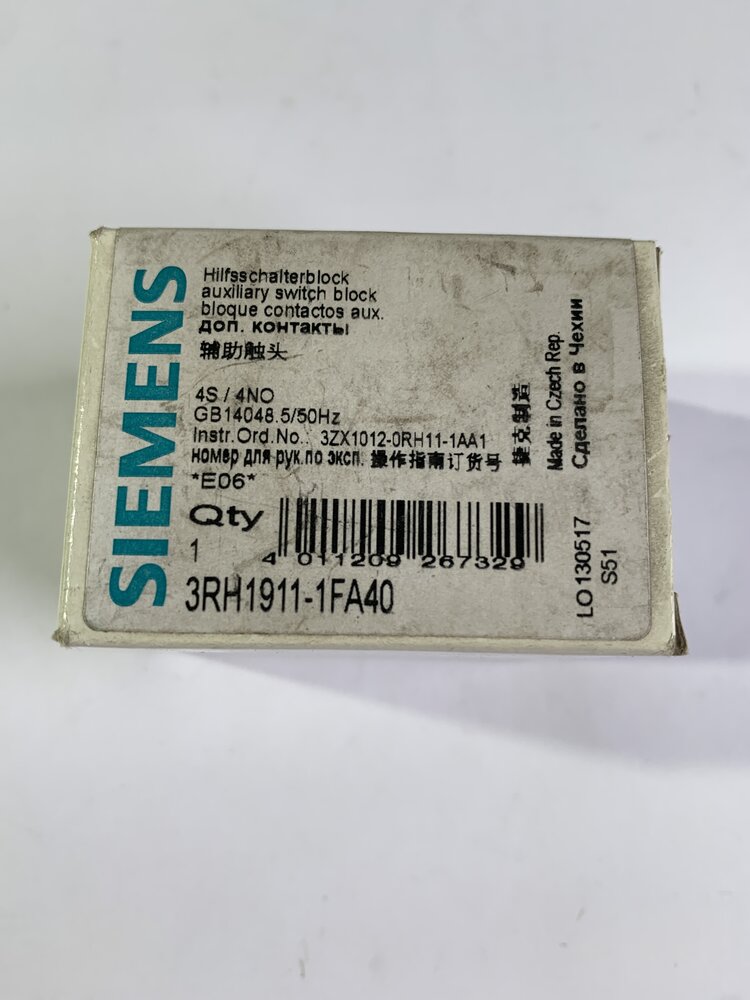 SIEMENS
Hilfsschalterblock
auxiliary switch block
bloque contactos aux.
доп. контакты
辅助触头
4S / 4NO
GB14048.5/50Hz
Instr.Ord.No.: 3ZX1012-0RH11-1AA1
номер для рук.по эксп. 操作指南订货号
*E06*
Qty
1
4 011209 267329
3RH1911-1FA40
捷克制造
Made in Czech Rep.
Сделано в Чехии
LO 130517
S51